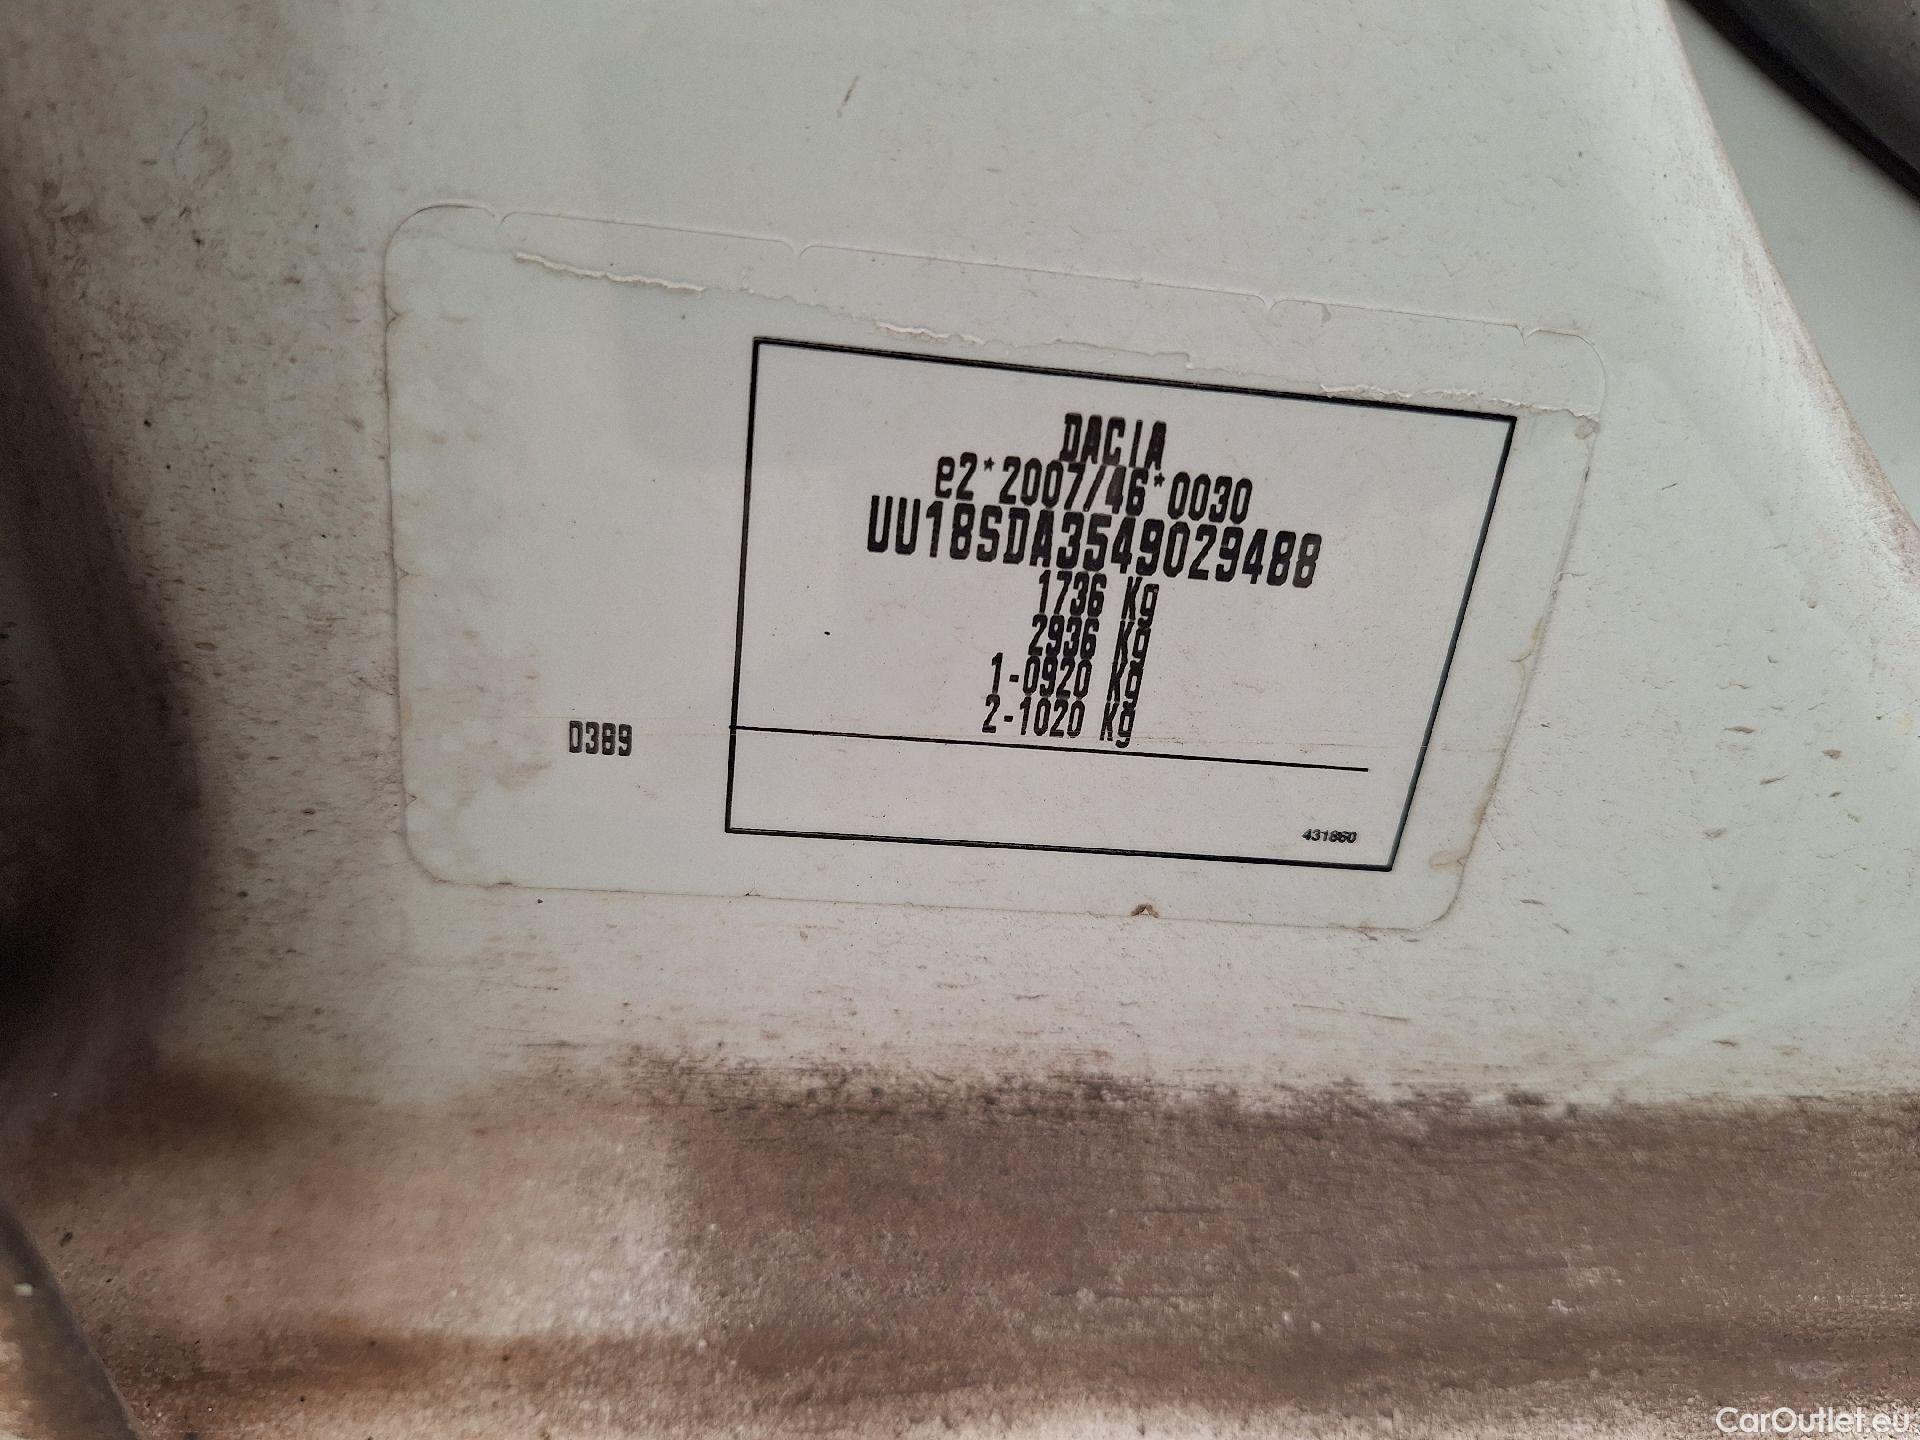 DACIA
e2*2007/46*0030
UU18SDA3549029488
1736 Kg
2936 Kg
1-0920 Kg
2-1020 Kg
D389
431860
CarOutlet.eu